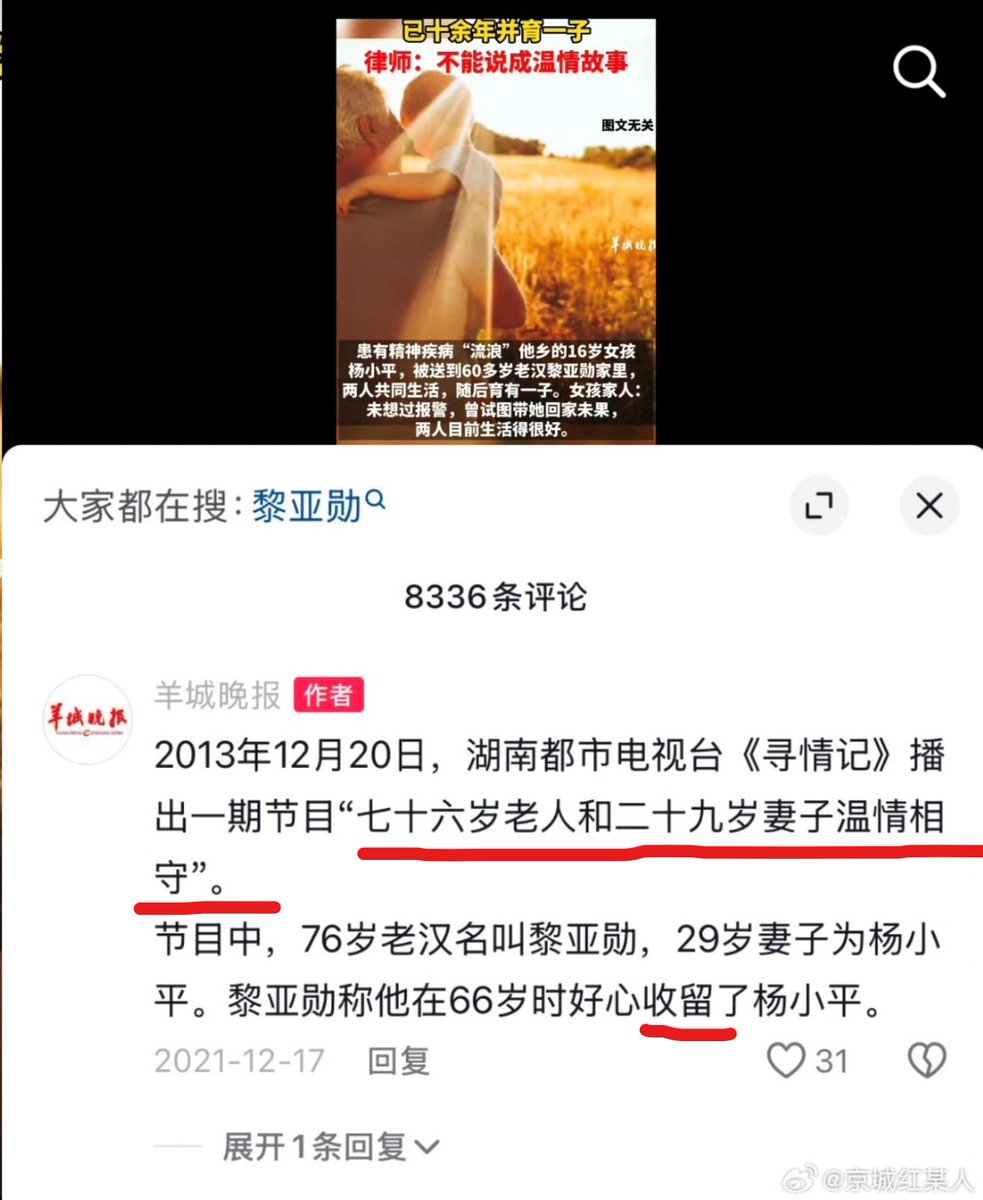 已十余年并育一子
律师：不能说成温情故事
图文无关
羊城晚报
患有精神疾病“流浪”他乡的16岁女孩
杨小平，被送到60多岁老汉黎亚勋家里，
两人共同生活，随后育有一子。女孩家人：
未想过报警，曾试图带她回家未果，
两人目前生活得很好。
大家都在搜：黎亚勋
8336条评论
羊城晚报 作者
羊城晚报
2013年12月20日，湖南都市电视台《寻情记》播
出一期节目“七十六岁老人和二十九岁妻子温情相
守”。
节目中，76岁老汉名叫黎亚勋，29岁妻子为杨小
平。黎亚勋称他在66岁时好心收留了杨小平。
2021-12-17 回复 31
展开1条回复
@京城红某人